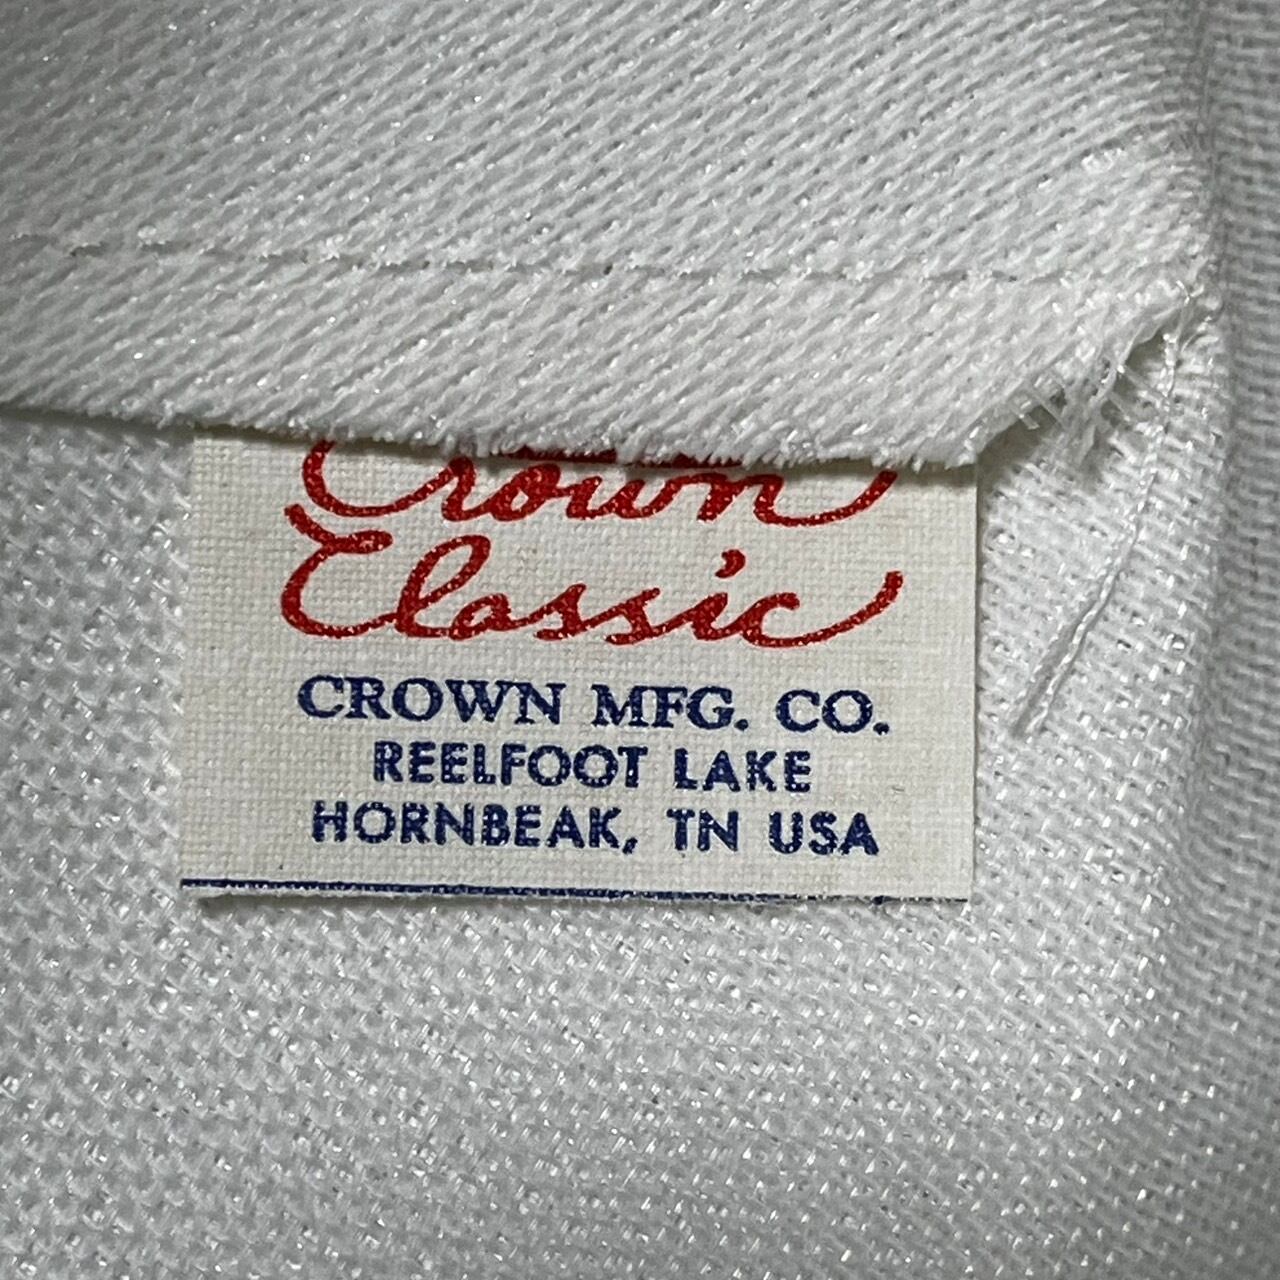 Crown
Classic
CROWN MFG. CO.
REELFOOT LAKE
HORNBEAK, TN USA